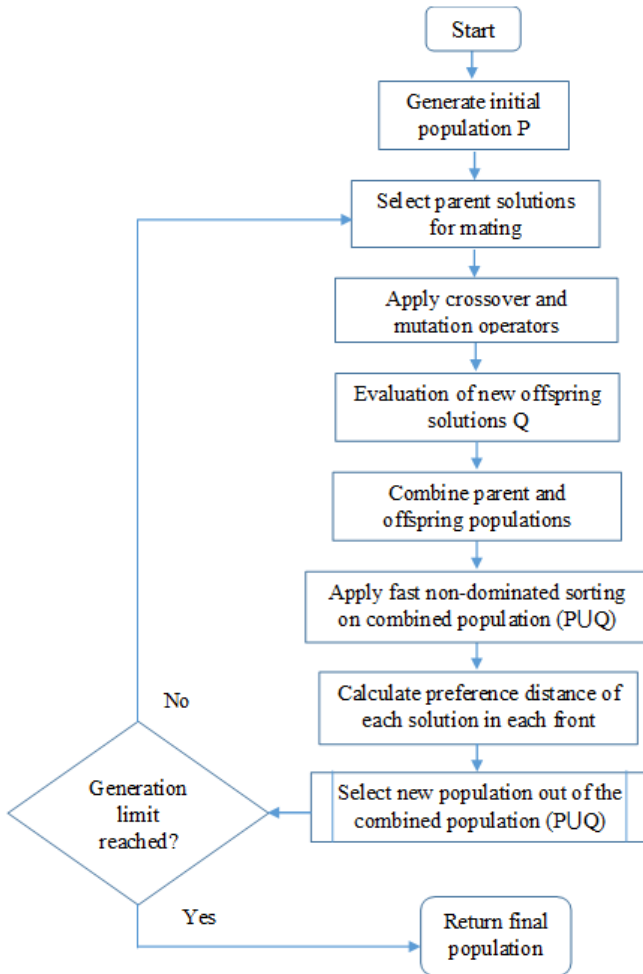 Start
Generate initial
population P
Select parent solutions
for mating
Apply crossover and
mutation operators
Evaluation of new offspring
solutions Q
Combine parent and
offspring populations
Apply fast non-dominated sorting
on combined population (P∪Q)
Calculate preference distance of
each solution in each front
Select new population out of the
combined population (P∪Q)
No
Generation
limit
reached?
Yes
Return final
population